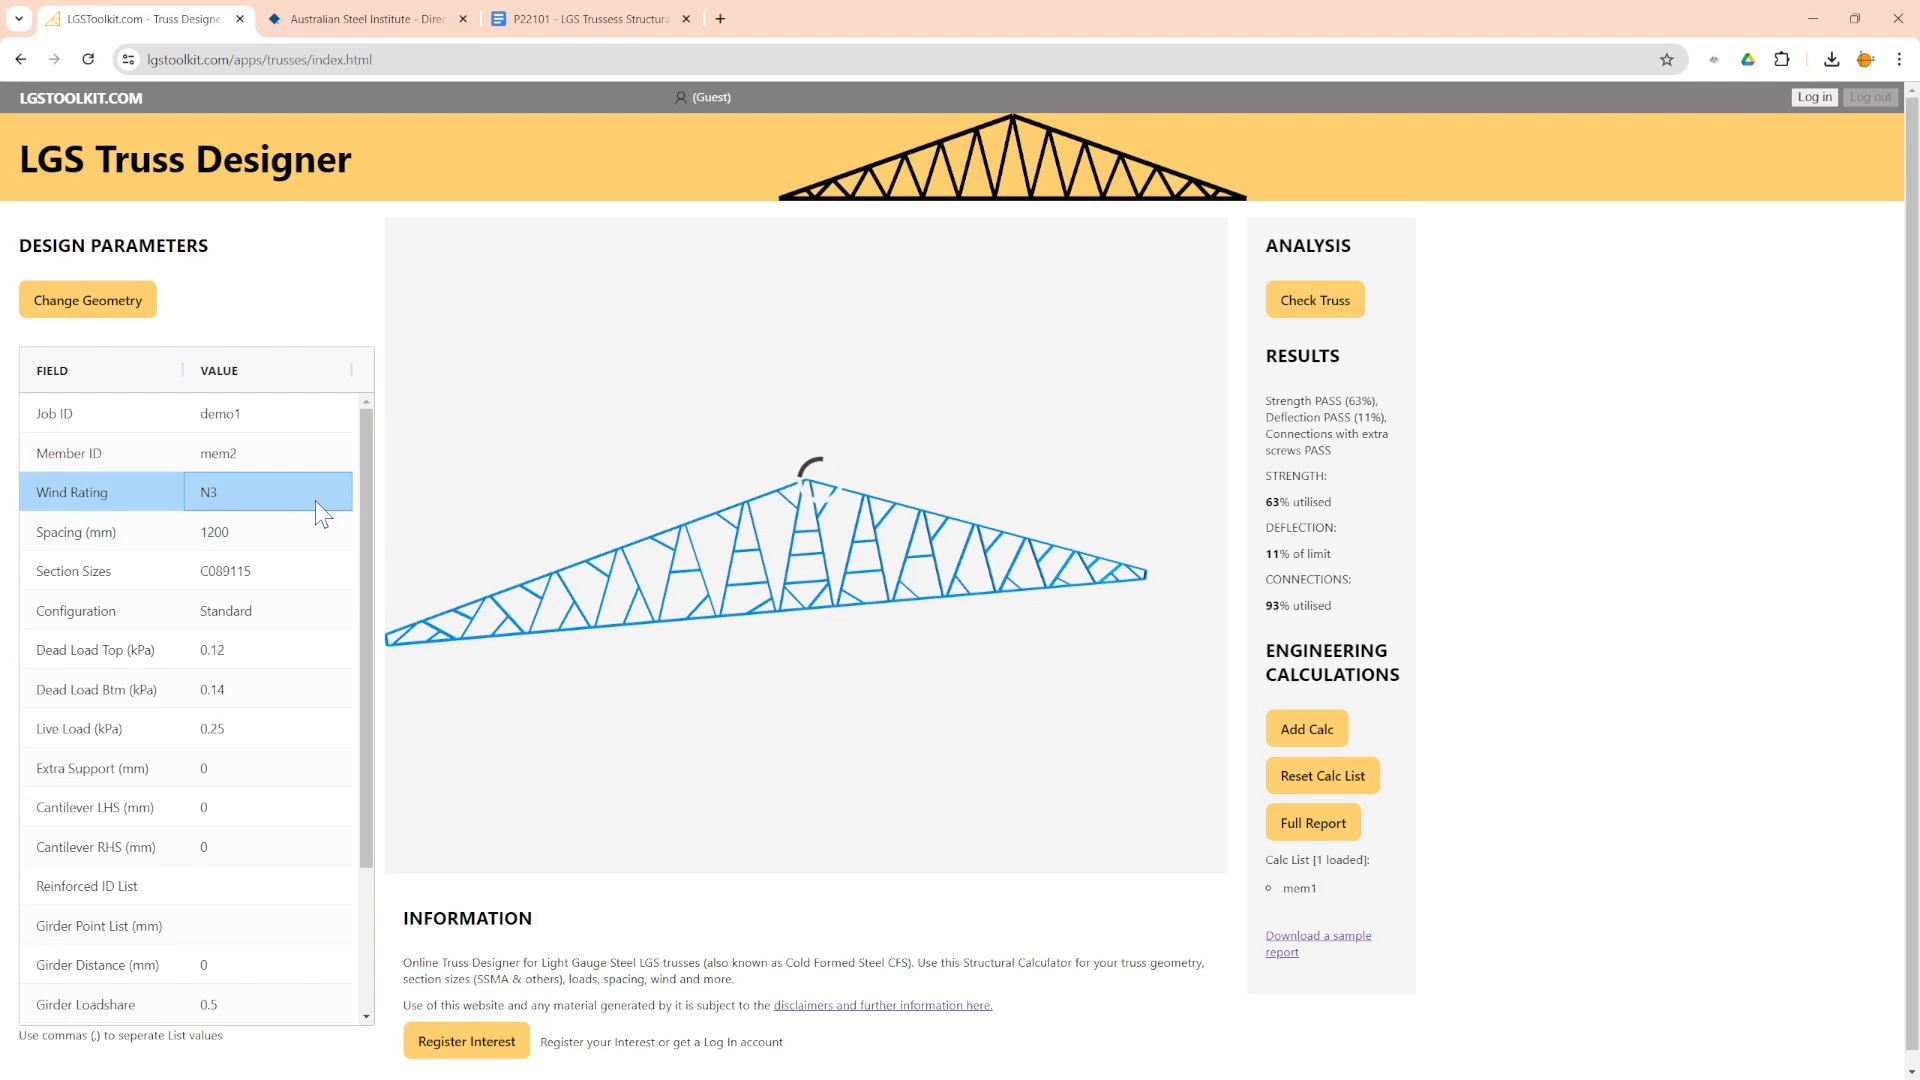 LGSToolkit.com - Truss Designe
Australian Steel Institute - Direc
P22101 - LGS Trussess Structura
lgstoolkit.com/apps/trusses/index.html
LGSTOOLKIT.COM
(Guest)
Log in
Log out
LGS Truss Designer
DESIGN PARAMETERS
Change Geometry
FIELD VALUE
Job ID demo1
Member ID mem2
Wind Rating N3
Spacing (mm) 1200
Section Sizes C089115
Configuration Standard
Dead Load Top (kPa) 0.12
Dead Load Btm (kPa) 0.14
Live Load (kPa) 0.25
Extra Support (mm) 0
Cantilever LHS (mm) 0
Cantilever RHS (mm) 0
Reinforced ID List
Girder Point List (mm)
Girder Distance (mm) 0
Girder Loadshare 0.5
Use commas (,) to seperate List values
INFORMATION
Online Truss Designer for Light Gauge Steel LGS trusses (also known as Cold Formed Steel CFS). Use this Structural Calculator for your truss geometry,
section sizes (SSMA & others), loads, spacing, wind and more.
Use of this website and any material generated by it is subject to the disclaimers and further information here.
Register Interest
Register your Interest or get a Log In account
ANALYSIS
Check Truss
RESULTS
Strength PASS (63%),
Deflection PASS (11%),
Connections with extra
screws PASS
STRENGTH:
63% utilised
DEFLECTION:
11% of limit
CONNECTIONS:
93% utilised
ENGINEERING
CALCULATIONS
Add Calc
Reset Calc List
Full Report
Calc List [1 loaded]:
mem1
Download a sample
report